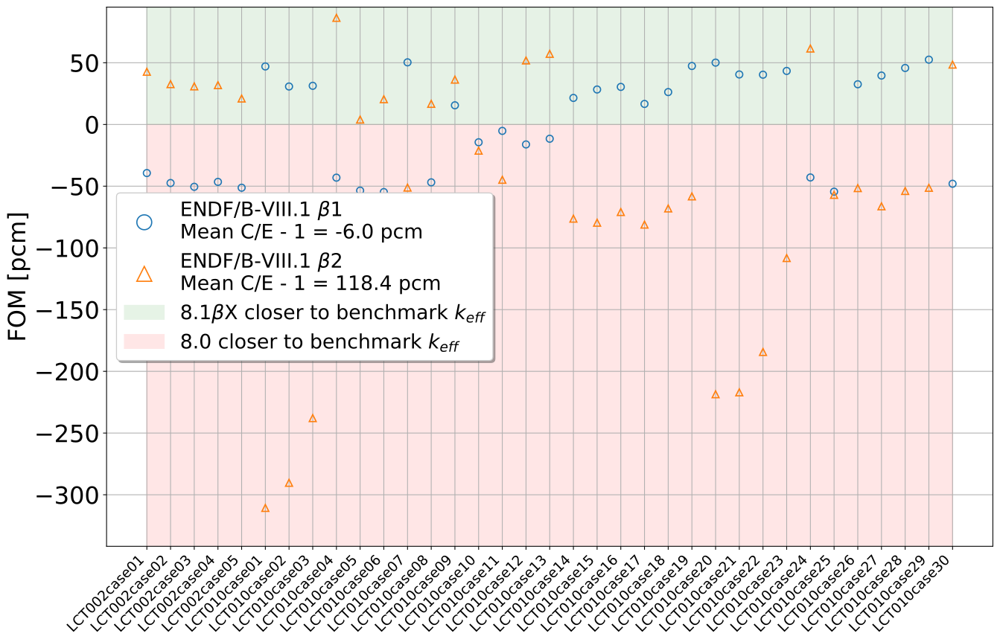 50
0
−50
−100
−150
−200
−250
−300
FOM [pcm]
ENDF/B-VIII.1 β1
Mean C/E - 1 = -6.0 pcm
ENDF/B-VIII.1 β2
Mean C/E - 1 = 118.4 pcm
8.1βX closer to benchmark k_eff
8.0 closer to benchmark k_eff
LCT002case01
LCT002case02
LCT002case03
LCT002case04
LCT002case05
LCT010case01
LCT010case02
LCT010case03
LCT010case04
LCT010case05
LCT010case06
LCT010case07
LCT010case08
LCT010case09
LCT010case10
LCT010case11
LCT010case12
LCT010case13
LCT010case14
LCT010case15
LCT010case16
LCT010case17
LCT010case18
LCT010case19
LCT010case20
LCT010case21
LCT010case22
LCT010case23
LCT010case24
LCT010case25
LCT010case26
LCT010case27
LCT010case28
LCT010case29
LCT010case30